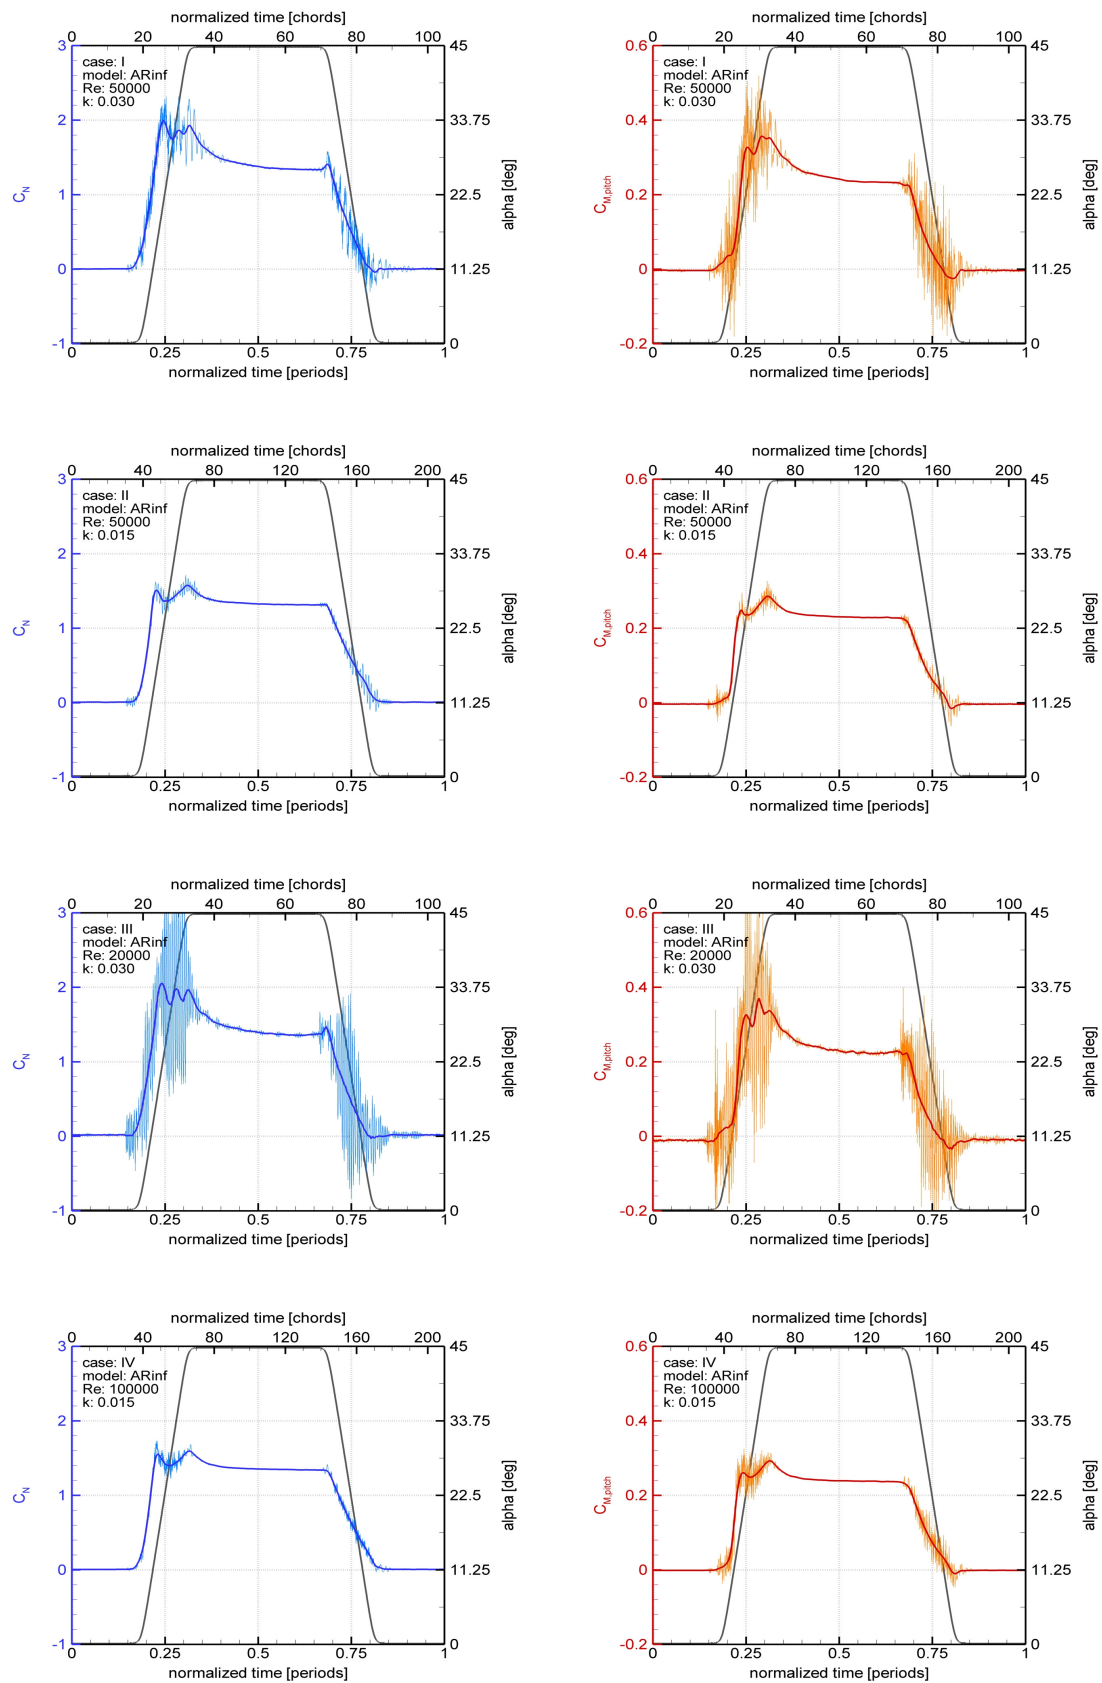 normalized time [chords]
0 20 40 60 80 100
3 45
case: I
model: ARinf
Re: 50000
k: 0.030
2 33.75
C_N
1 22.5
alpha [deg]
0 11.25
-1 0
0 0.25 0.5 0.75 1
normalized time [periods]
normalized time [chords]
0 20 40 60 80 100
0.6 45
case: I
model: ARinf
Re: 50000
k: 0.030
0.4 33.75
C_M,pitch
0.2 22.5
alpha [deg]
0 11.25
-0.2 0
0 0.25 0.5 0.75 1
normalized time [periods]
normalized time [chords]
0 40 80 120 160 200
3 45
case: II
model: ARinf
Re: 50000
k: 0.015
2 33.75
C_N
1 22.5
alpha [deg]
0 11.25
-1 0
0 0.25 0.5 0.75 1
normalized time [periods]
normalized time [chords]
0 40 80 120 160 200
0.6 45
case: II
model: ARinf
Re: 50000
k: 0.015
0.4 33.75
C_M,pitch
0.2 22.5
alpha [deg]
0 11.25
-0.2 0
0 0.25 0.5 0.75 1
normalized time [periods]
normalized time [chords]
0 20 40 60 80 100
3 45
case: III
model: ARinf
Re: 20000
k: 0.030
2 33.75
C_N
1 22.5
alpha [deg]
0 11.25
-1 0
0 0.25 0.5 0.75 1
normalized time [periods]
normalized time [chords]
0 20 40 60 80 100
0.6 45
case: III
model: ARinf
Re: 20000
k: 0.030
0.4 33.75
C_M,pitch
0.2 22.5
alpha [deg]
0 11.25
-0.2 0
0 0.25 0.5 0.75 1
normalized time [periods]
normalized time [chords]
0 40 80 120 160 200
3 45
case: IV
model: ARinf
Re: 100000
k: 0.015
2 33.75
C_N
1 22.5
alpha [deg]
0 11.25
-1 0
0 0.25 0.5 0.75 1
normalized time [periods]
normalized time [chords]
0 40 80 120 160 200
0.6 45
case: IV
model: ARinf
Re: 100000
k: 0.015
0.4 33.75
C_M,pitch
0.2 22.5
alpha [deg]
0 11.25
-0.2 0
0 0.25 0.5 0.75 1
normalized time [periods]